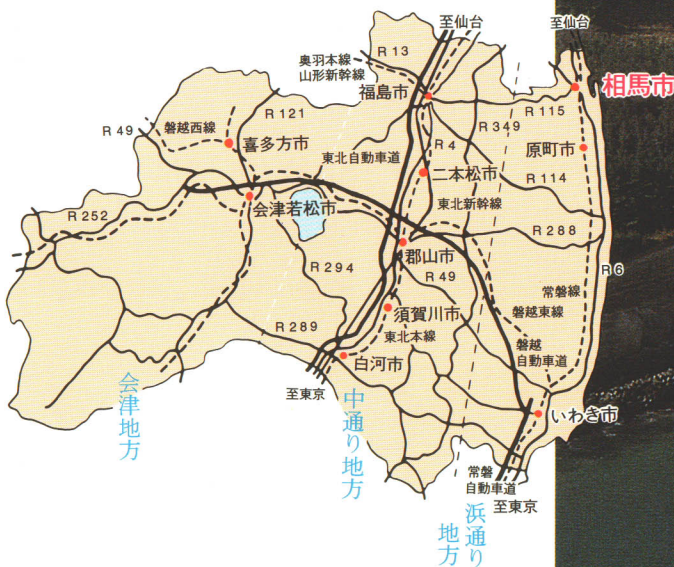 至仙台
至仙台
R 13
奥羽本線
山形新幹線
福島市
相馬市
R 115
R 121
R 349
R 49
磐越西線
喜多方市
R 4
原町市
東北自動車道
二本松市
R 114
東北新幹線
会津若松市
R 252
R 288
郡山市
R 294
R 49
R 6
常磐線
須賀川市
磐越東線
R 289
東北本線
磐越
自動車道
白河市
会津地方
至東京
中通り地方
いわき市
常磐
自動車道
至東京
浜通り
地方